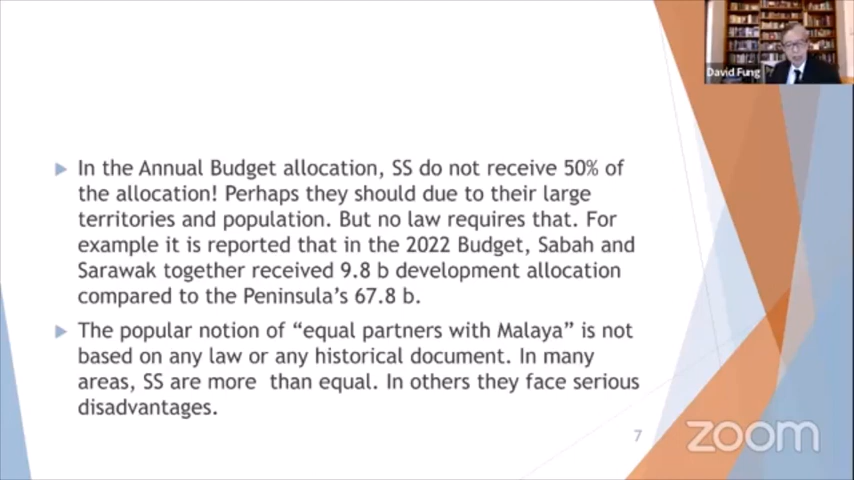 David Fung
In the Annual Budget allocation, SS do not receive 50% of
the allocation! Perhaps they should due to their large
territories and population. But no law requires that. For
example it is reported that in the 2022 Budget, Sabah and
Sarawak together received 9.8 b development allocation
compared to the Peninsula's 67.8 b.
The popular notion of “equal partners with Malaya” is not
based on any law or any historical document. In many
areas, SS are more  than equal. In others they face serious
disadvantages.
7
zoom